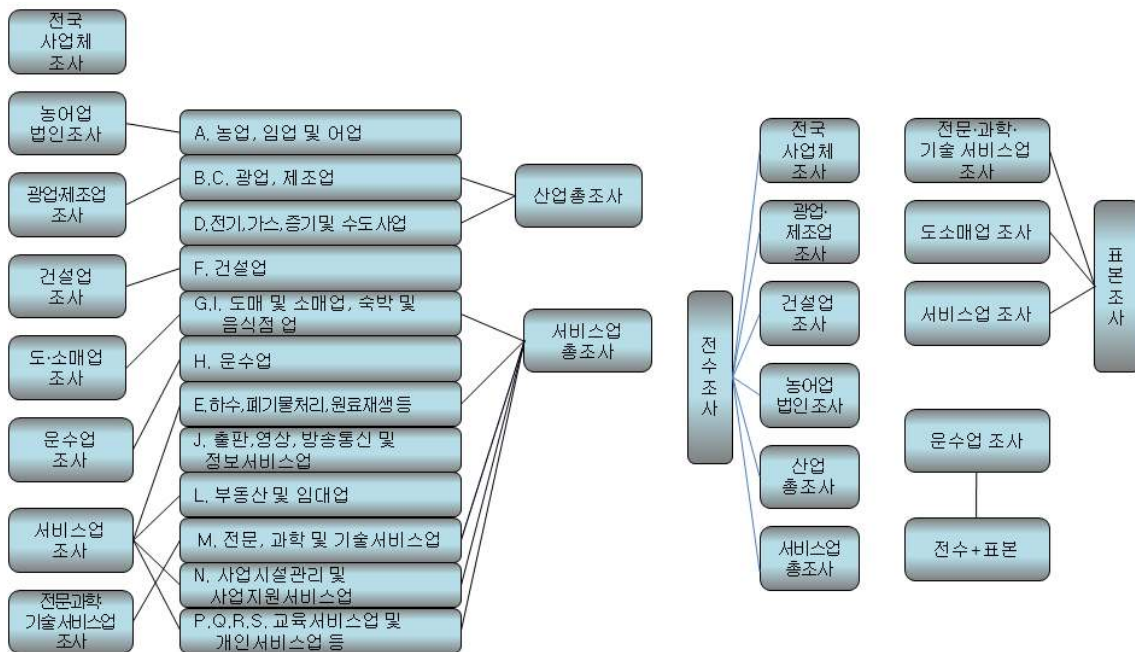 전국
사업체
조사
농어업
법인조사
광업·제조업
조사
건설업
조사
도·소매업
조사
운수업
조사
서비스업
조사
전문·과학·
기술 서비스업
조사
A. 농업, 임업 및 어업
B.C. 광업, 제조업
D.전기,가스,증기및 수도사업
F. 건설업
G.I. 도매 및 소매업, 숙박 및
음식점 업
H. 운수업
E.하수,폐기물처리,원료재생 등
J. 출판,영상, 방송통신 및
정보서비스업
L. 부동산 및 임대업
M. 전문, 과학 및 기술서비스업
N. 사업시설관리 및
사업지원서비스업
P.Q.R.S. 교육서비스업 및
개인서비스업 등
산업총조사
서비스업
총조사
전수조사
전국
사업체
조사
광업·
제조업
조사
건설업
조사
농어업
법인조사
산업
총조사
서비스업
총조사
전문·과학·
기술 서비스업
조사
도소매업 조사
서비스업 조사
표본조사
운수업 조사
전수+표본